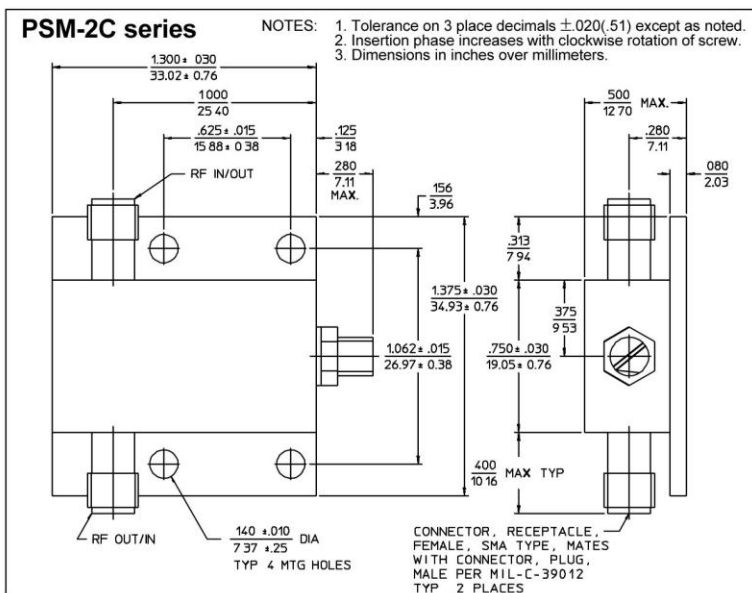 PSM-2C series
NOTES: 1. Tolerance on 3 place decimals ±.020(.51) except as noted.
2. Insertion phase increases with clockwise rotation of screw.
3. Dimensions in inches over millimeters.
1.300± 030
33.02± 0.76
1000
25 40
.625± .015
15 88± 0 38
.125
3 18
280
7.11
MAX.
RF IN/OUT
156
3.96
1.375± .030
34.93± 0.76
1.062± .015
26.97± 0.38
RF OUT/IN
140 ±.010 DIA
7 37 ±.25
TYP 4 MTG HOLES
500 MAX.
12 70
.280
7.11
080
2.03
.313
7 94
375
9 53
.750± .030
19.05± 0.76
400 MAX TYP
10 16
CONNECTOR, RECEPTACLE,
FEMALE, SMA TYPE, MATES
WITH CONNECTOR, PLUG,
MALE PER MIL-C-39012
TYP 2 PLACES